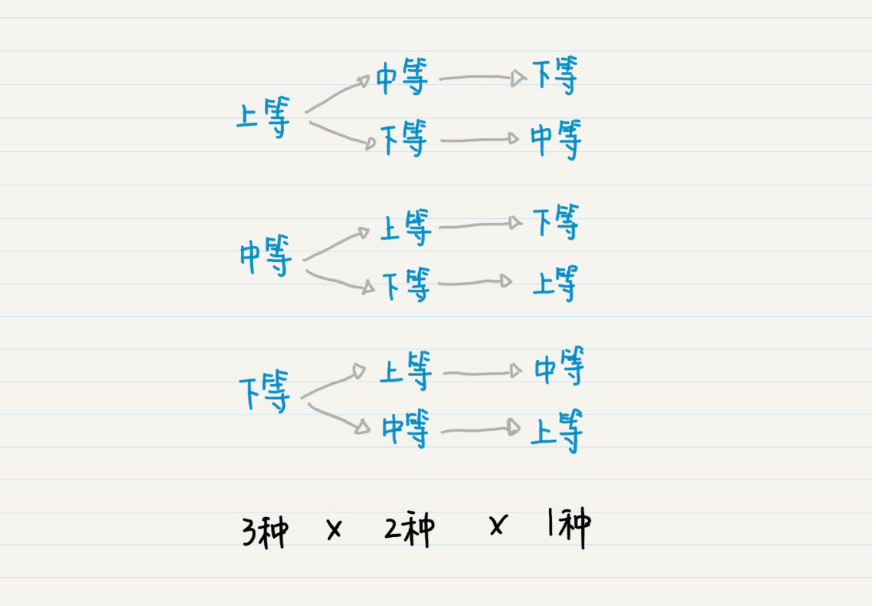 中等 下等
上等
下等 中等
上等 下等
中等
下等 上等
上等 中等
下等
中等 上等
3种 x 2种 x 1种